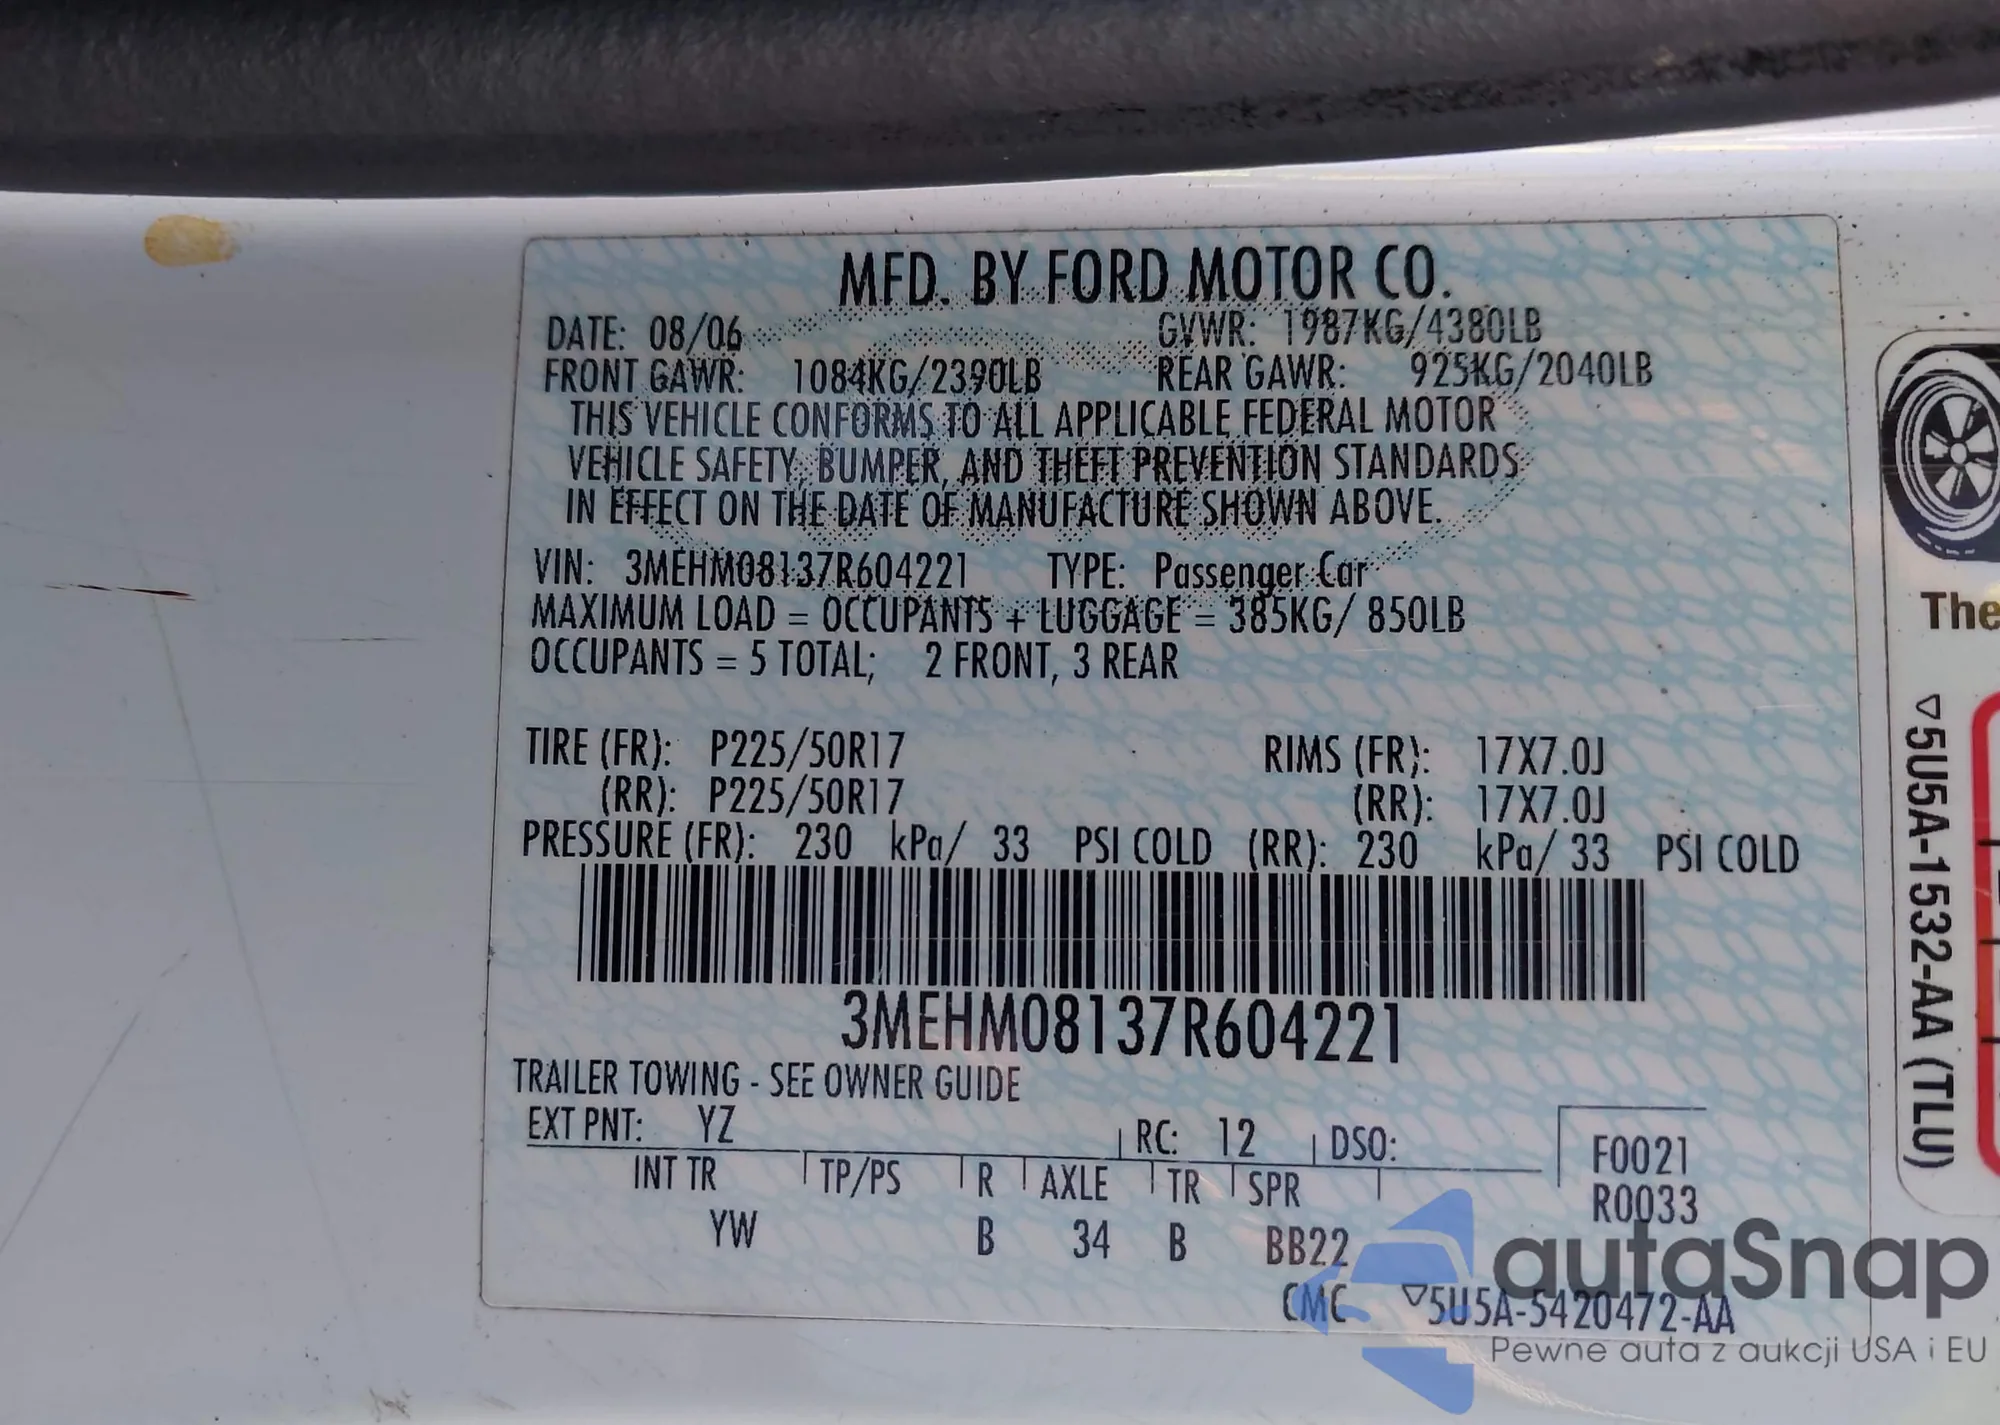 MFD. BY FORD MOTOR CO.
DATE: 08/06 GVWR: 1987KG/4380LB
FRONT GAWR: 1084KG/2390LB REAR GAWR: 925KG/2040LB
THIS VEHICLE CONFORMS TO ALL APPLICABLE FEDERAL MOTOR
VEHICLE SAFETY, BUMPER, AND THEFT PREVENTION STANDARDS
IN EFFECT ON THE DATE OF MANUFACTURE SHOWN ABOVE.
VIN: 3MEHM08137R604221 TYPE: Passenger Car
MAXIMUM LOAD = OCCUPANTS + LUGGAGE = 385KG/ 850LB
OCCUPANTS = 5 TOTAL; 2 FRONT, 3 REAR
TIRE (FR): P225/50R17 RIMS (FR): 17X7.0J
(RR): P225/50R17 (RR): 17X7.0J
PRESSURE (FR): 230 kPa/ 33 PSI COLD (RR): 230 kPa/ 33 PSI COLD
3MEHM08137R604221
TRAILER TOWING - SEE OWNER GUIDE
EXT PNT: YZ RC: 12 DSO: F0021
INT TR TP/PS R AXLE TR SPR R0033
YW B 34 B BB22
CMC ▽5U5A-5420472-AA
The
▽5U5A-1532-AA (TLU)
autaSnap
Pewne auta z aukcji USA i EU